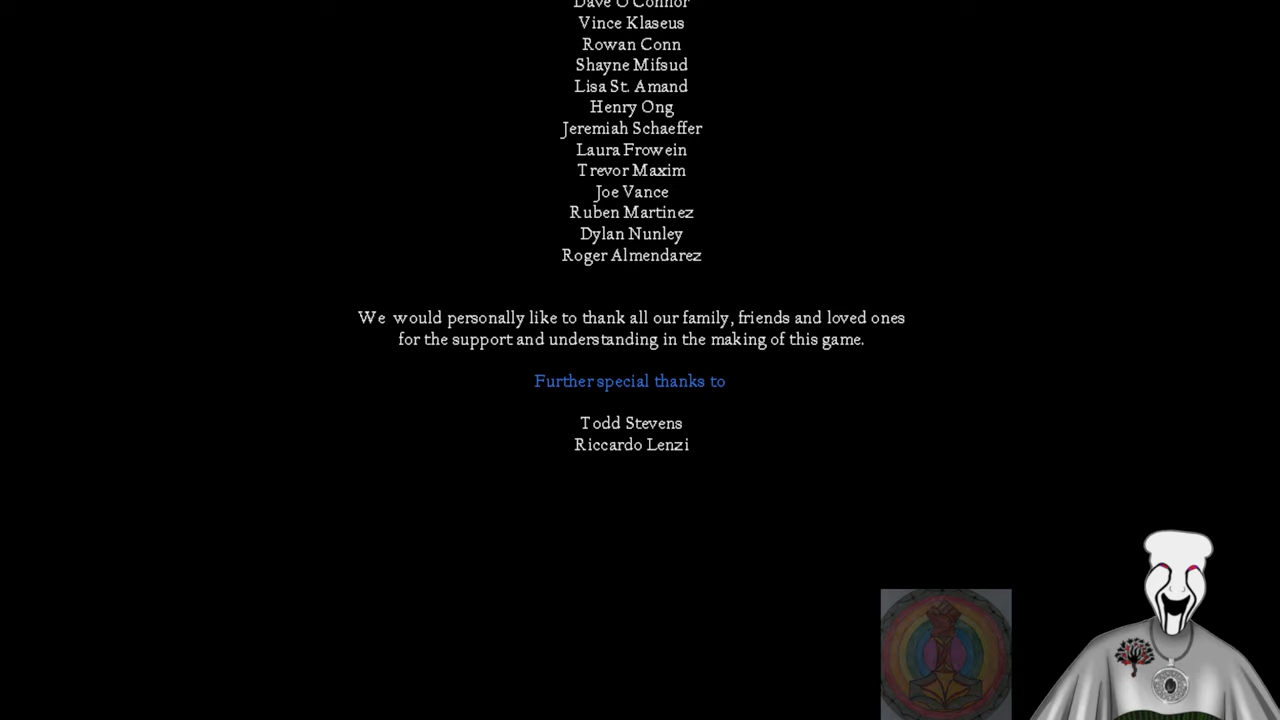 Dave O'Connor
Vince Klaseus
Rowan Conn
Shayne Mifsud
Lisa St. Amand
Henry Ong
Jeremiah Schaeffer
Laura Frowein
Trevor Maxim
Joe Vance
Ruben Martinez
Dylan Nunley
Roger Almendarez
We would personally like to thank all our family, friends and loved ones
for the support and understanding in the making of this game.
Further special thanks to
Todd Stevens
Riccardo Lenzi